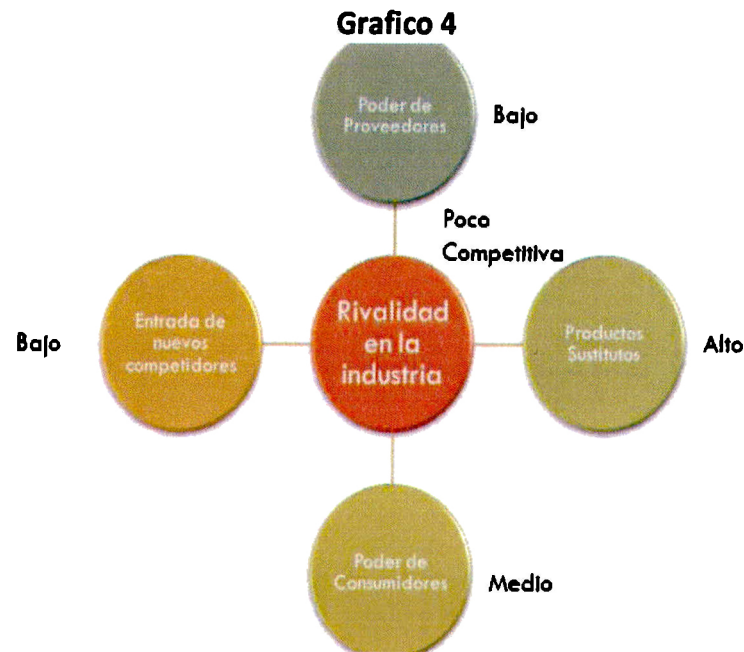 Grafico 4
Poder de
Proveedores
Bajo
Poco
Competitiva
Rivalidad
en la
industria
Entrada de
nuevos
competidores
Bajo
Productos
Sustitutos
Alto
Poder de
Consumidores
Medio